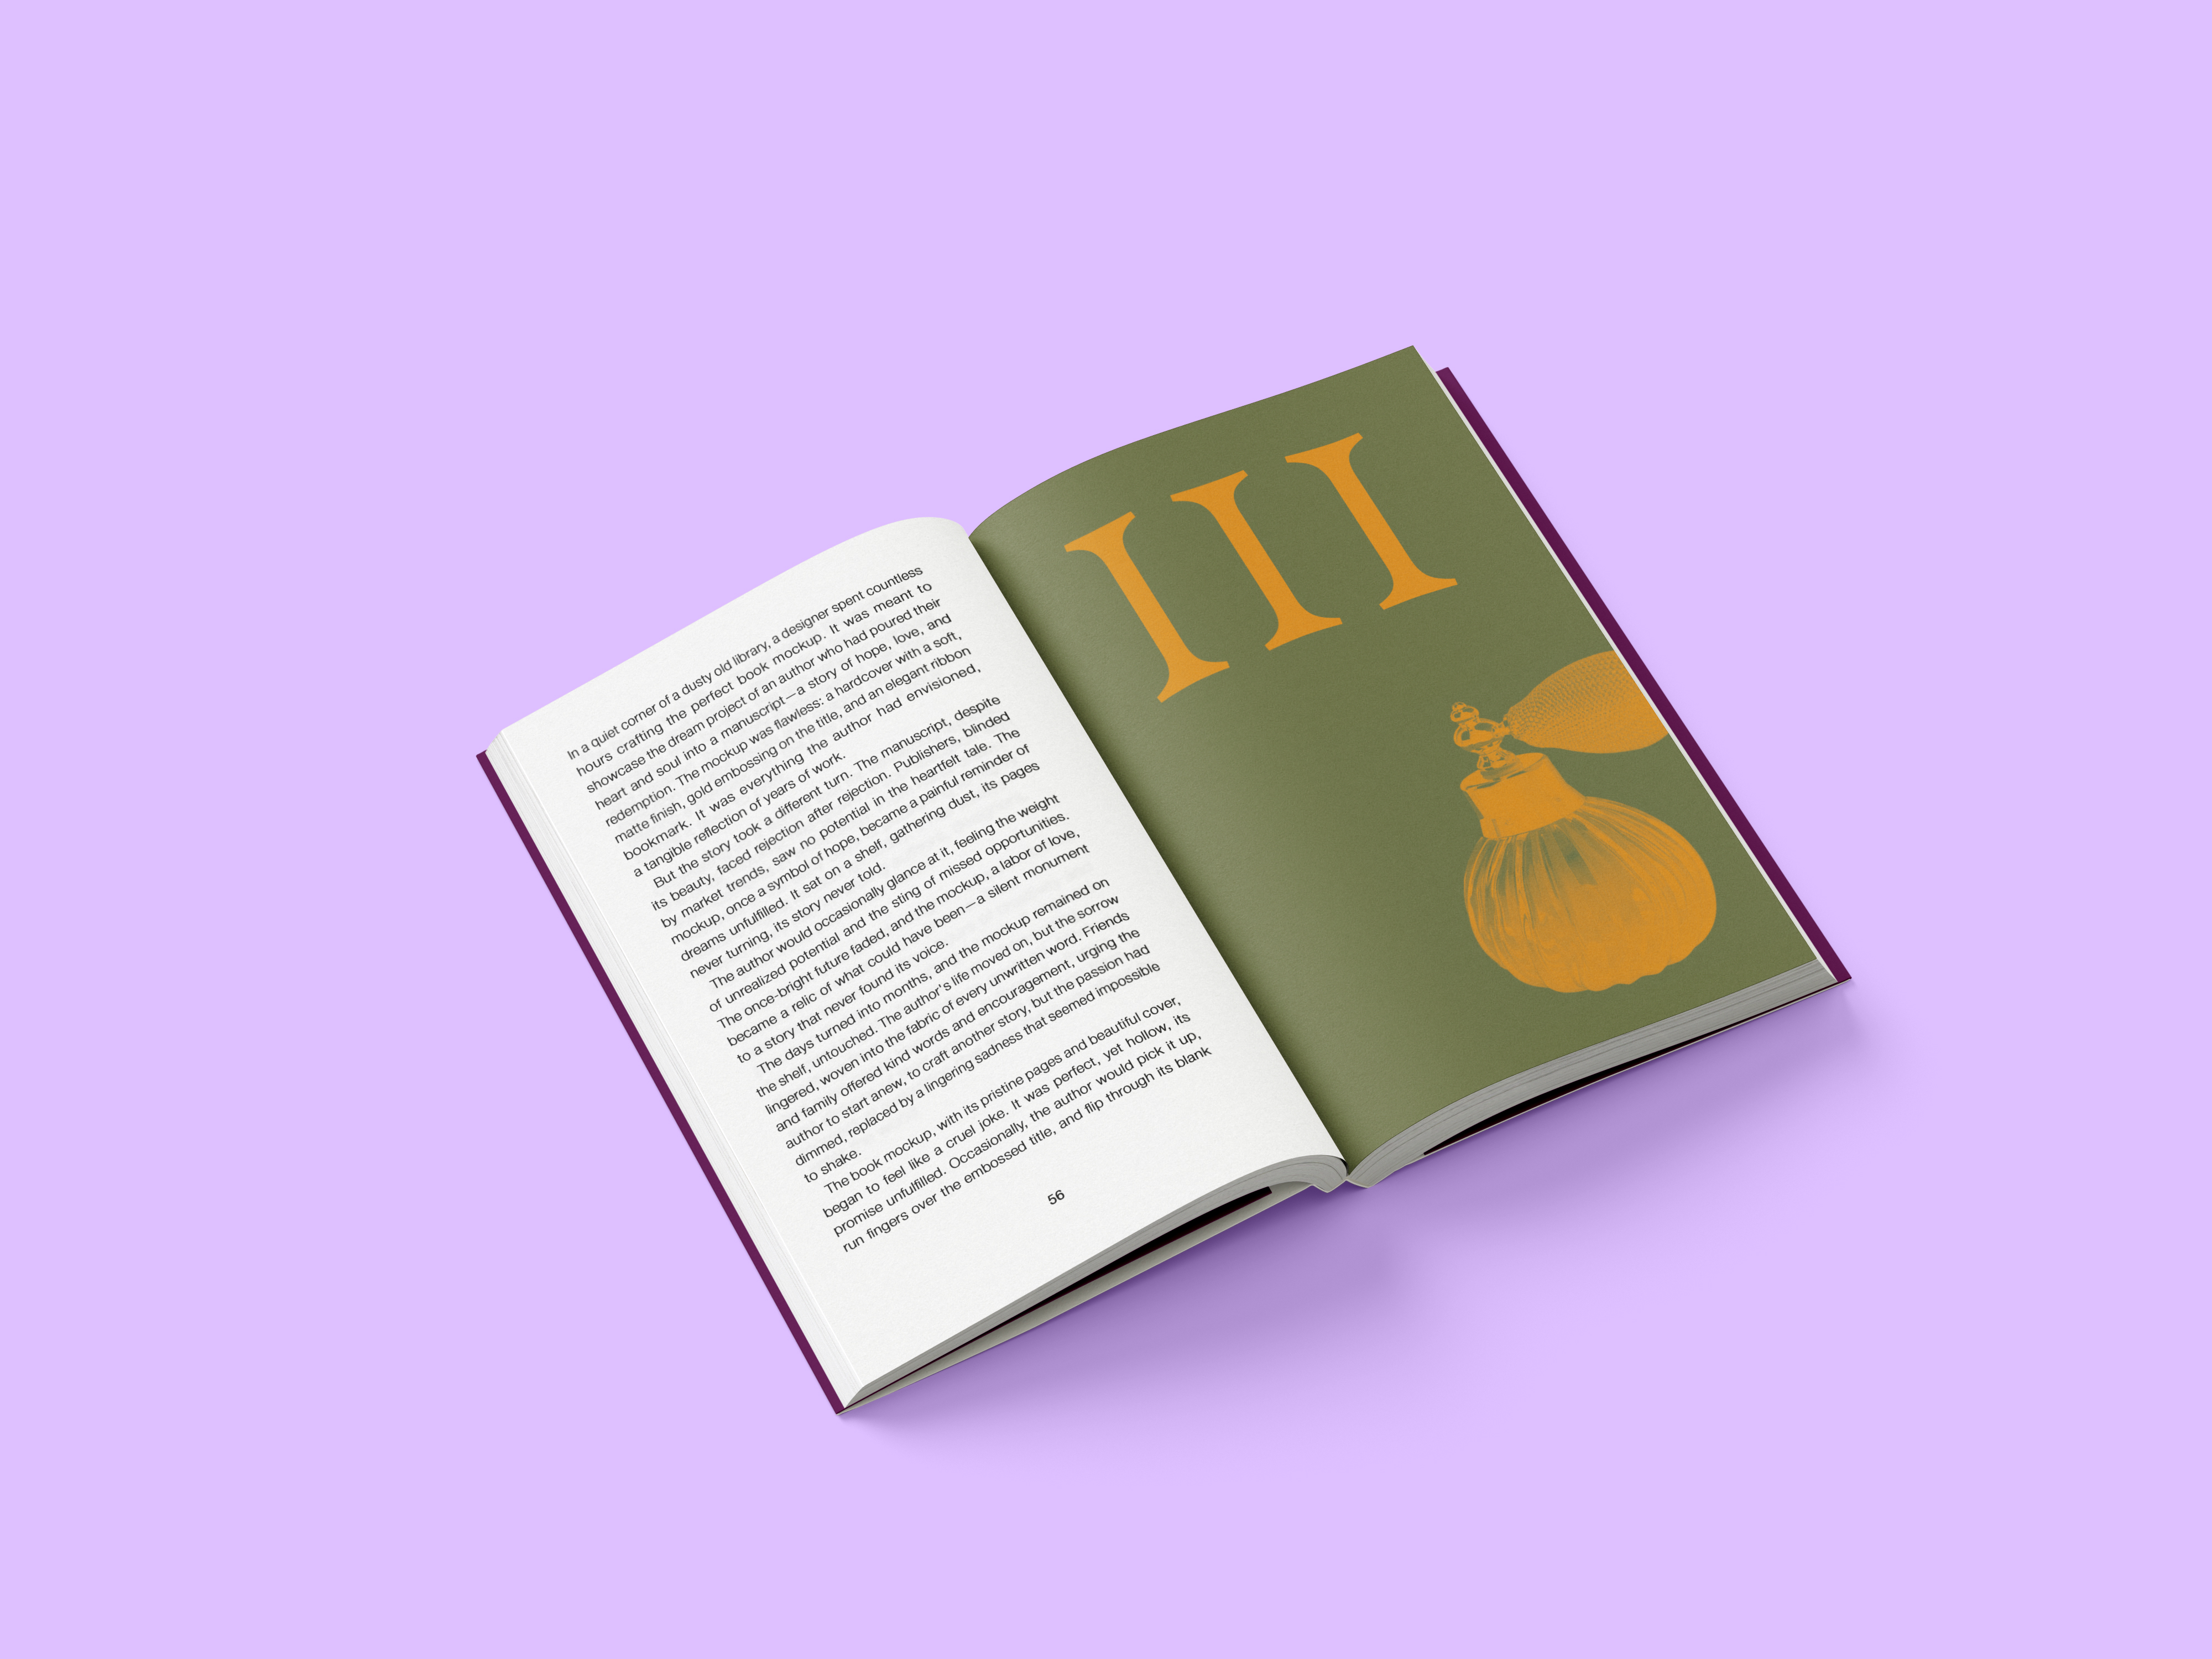 In a quiet corner of a dusty old library, a designer spent countless
hours crafting the perfect book mockup. It was meant to
showcase the dream project of an author who had poured their
heart and soul into a manuscript—a story of hope, love, and
redemption. The mockup was flawless: a hardcover with a soft,
matte finish, gold embossing on the title, and an elegant ribbon
bookmark. It was everything the author had envisioned,
a tangible reflection of years of work.
But the story took a different turn. The manuscript, despite
its beauty, faced rejection after rejection. Publishers, blinded
by market trends, saw no potential in the heartfelt tale. The
mockup, once a symbol of hope, became a painful reminder of
dreams unfulfilled. It sat on a shelf, gathering dust, its pages
never turning, its story never told.
The author would occasionally glance at it, feeling the weight
of unrealized potential and the sting of missed opportunities.
The once-bright future faded, and the mockup, a labor of love,
became a relic of what could have been—a silent monument
to a story that never found its voice.
The days turned into months, and the mockup remained on
the shelf, untouched. The author's life moved on, but the sorrow
lingered, woven into the fabric of every unwritten word. Friends
and family offered kind words and encouragement, urging the
author to start anew, to craft another story, but the passion had
dimmed, replaced by a lingering sadness that seemed impossible
to shake.
The book mockup, with its pristine pages and beautiful cover,
began to feel like a cruel joke. It was perfect, yet hollow, its
promise unfulfilled. Occasionally, the author would pick it up,
run fingers over the embossed title, and flip through its blank
56
III